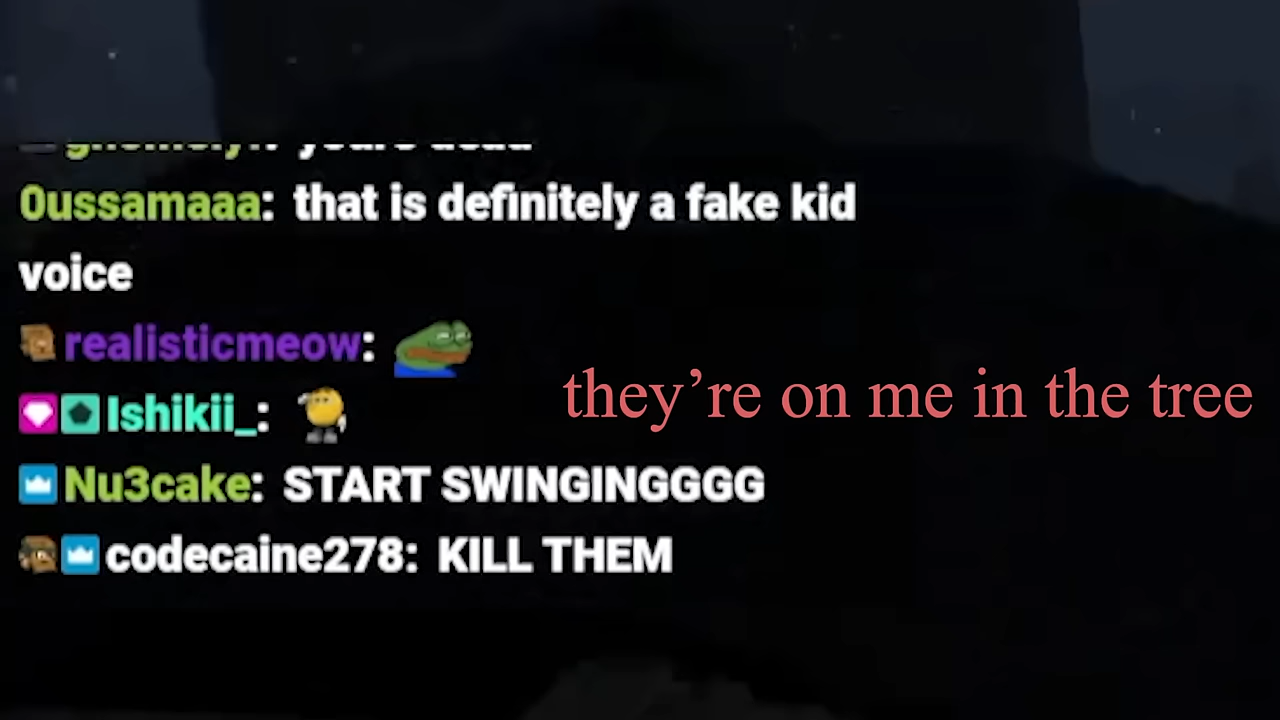 0ussamaaa: that is definitely a fake kid
voice
realisticmeow:
Ishikii_:
they’re on me in the tree
Nu3cake: START SWINGINGGGG
codecaine278: KILL THEM